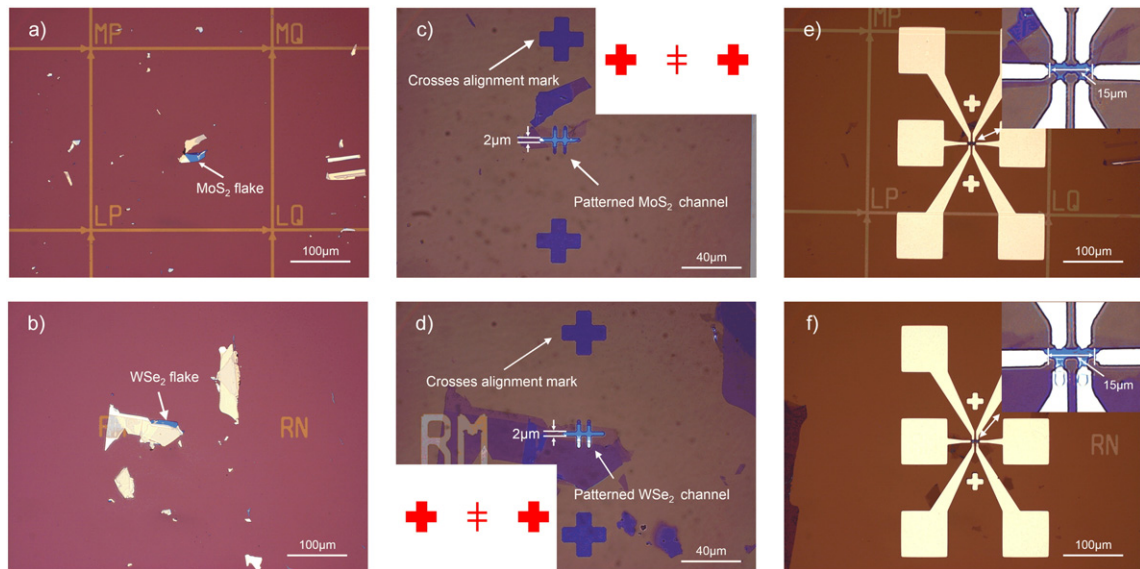 a)
MP
MQ
MoS₂ flake
LP
LQ
100µm
c)
Crosses alignment mark
2µm
Patterned MoS₂ channel
40µm
e)
MP
15µm
LP
LQ
100µm
b)
WSe₂ flake
RN
100µm
d)
Crosses alignment mark
RM
2µm
Patterned WSe₂ channel
40µm
f)
15µm
RN
100µm